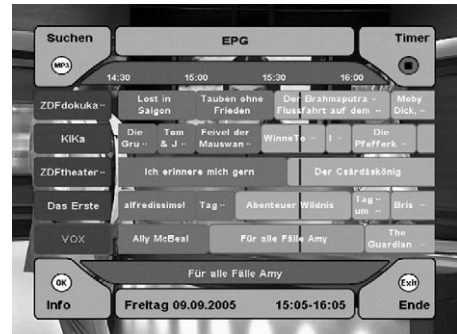 Suchen
EPG
Timer
MP3
14:30 15:00 15:30 16:00
ZDFdokuka··
Lost in Saigon
Tauben ohne Frieden
Der Brahmaputra - Flussfahrt auf dem ··
Moby Dick, ··
KiKa
Die Gru ··
Tom & J ··
Feivel der Mauswan ··
WinneTo ··
I ··
Die Pfefferk ··
ZDFtheater··
Ich erinnere mich gern
Der Csárdáskönig
Das Erste
alfredissimo!
Tag ··
Abenteuer Wildnis
Tag ·· um ··
Bris ··
VOX
Ally McBeal
Für alle Fälle Amy
The Guardian ··
Für alle Fälle Amy
OK
Exit
Info
Freitag 09.09.2005 15:05-16:05
Ende